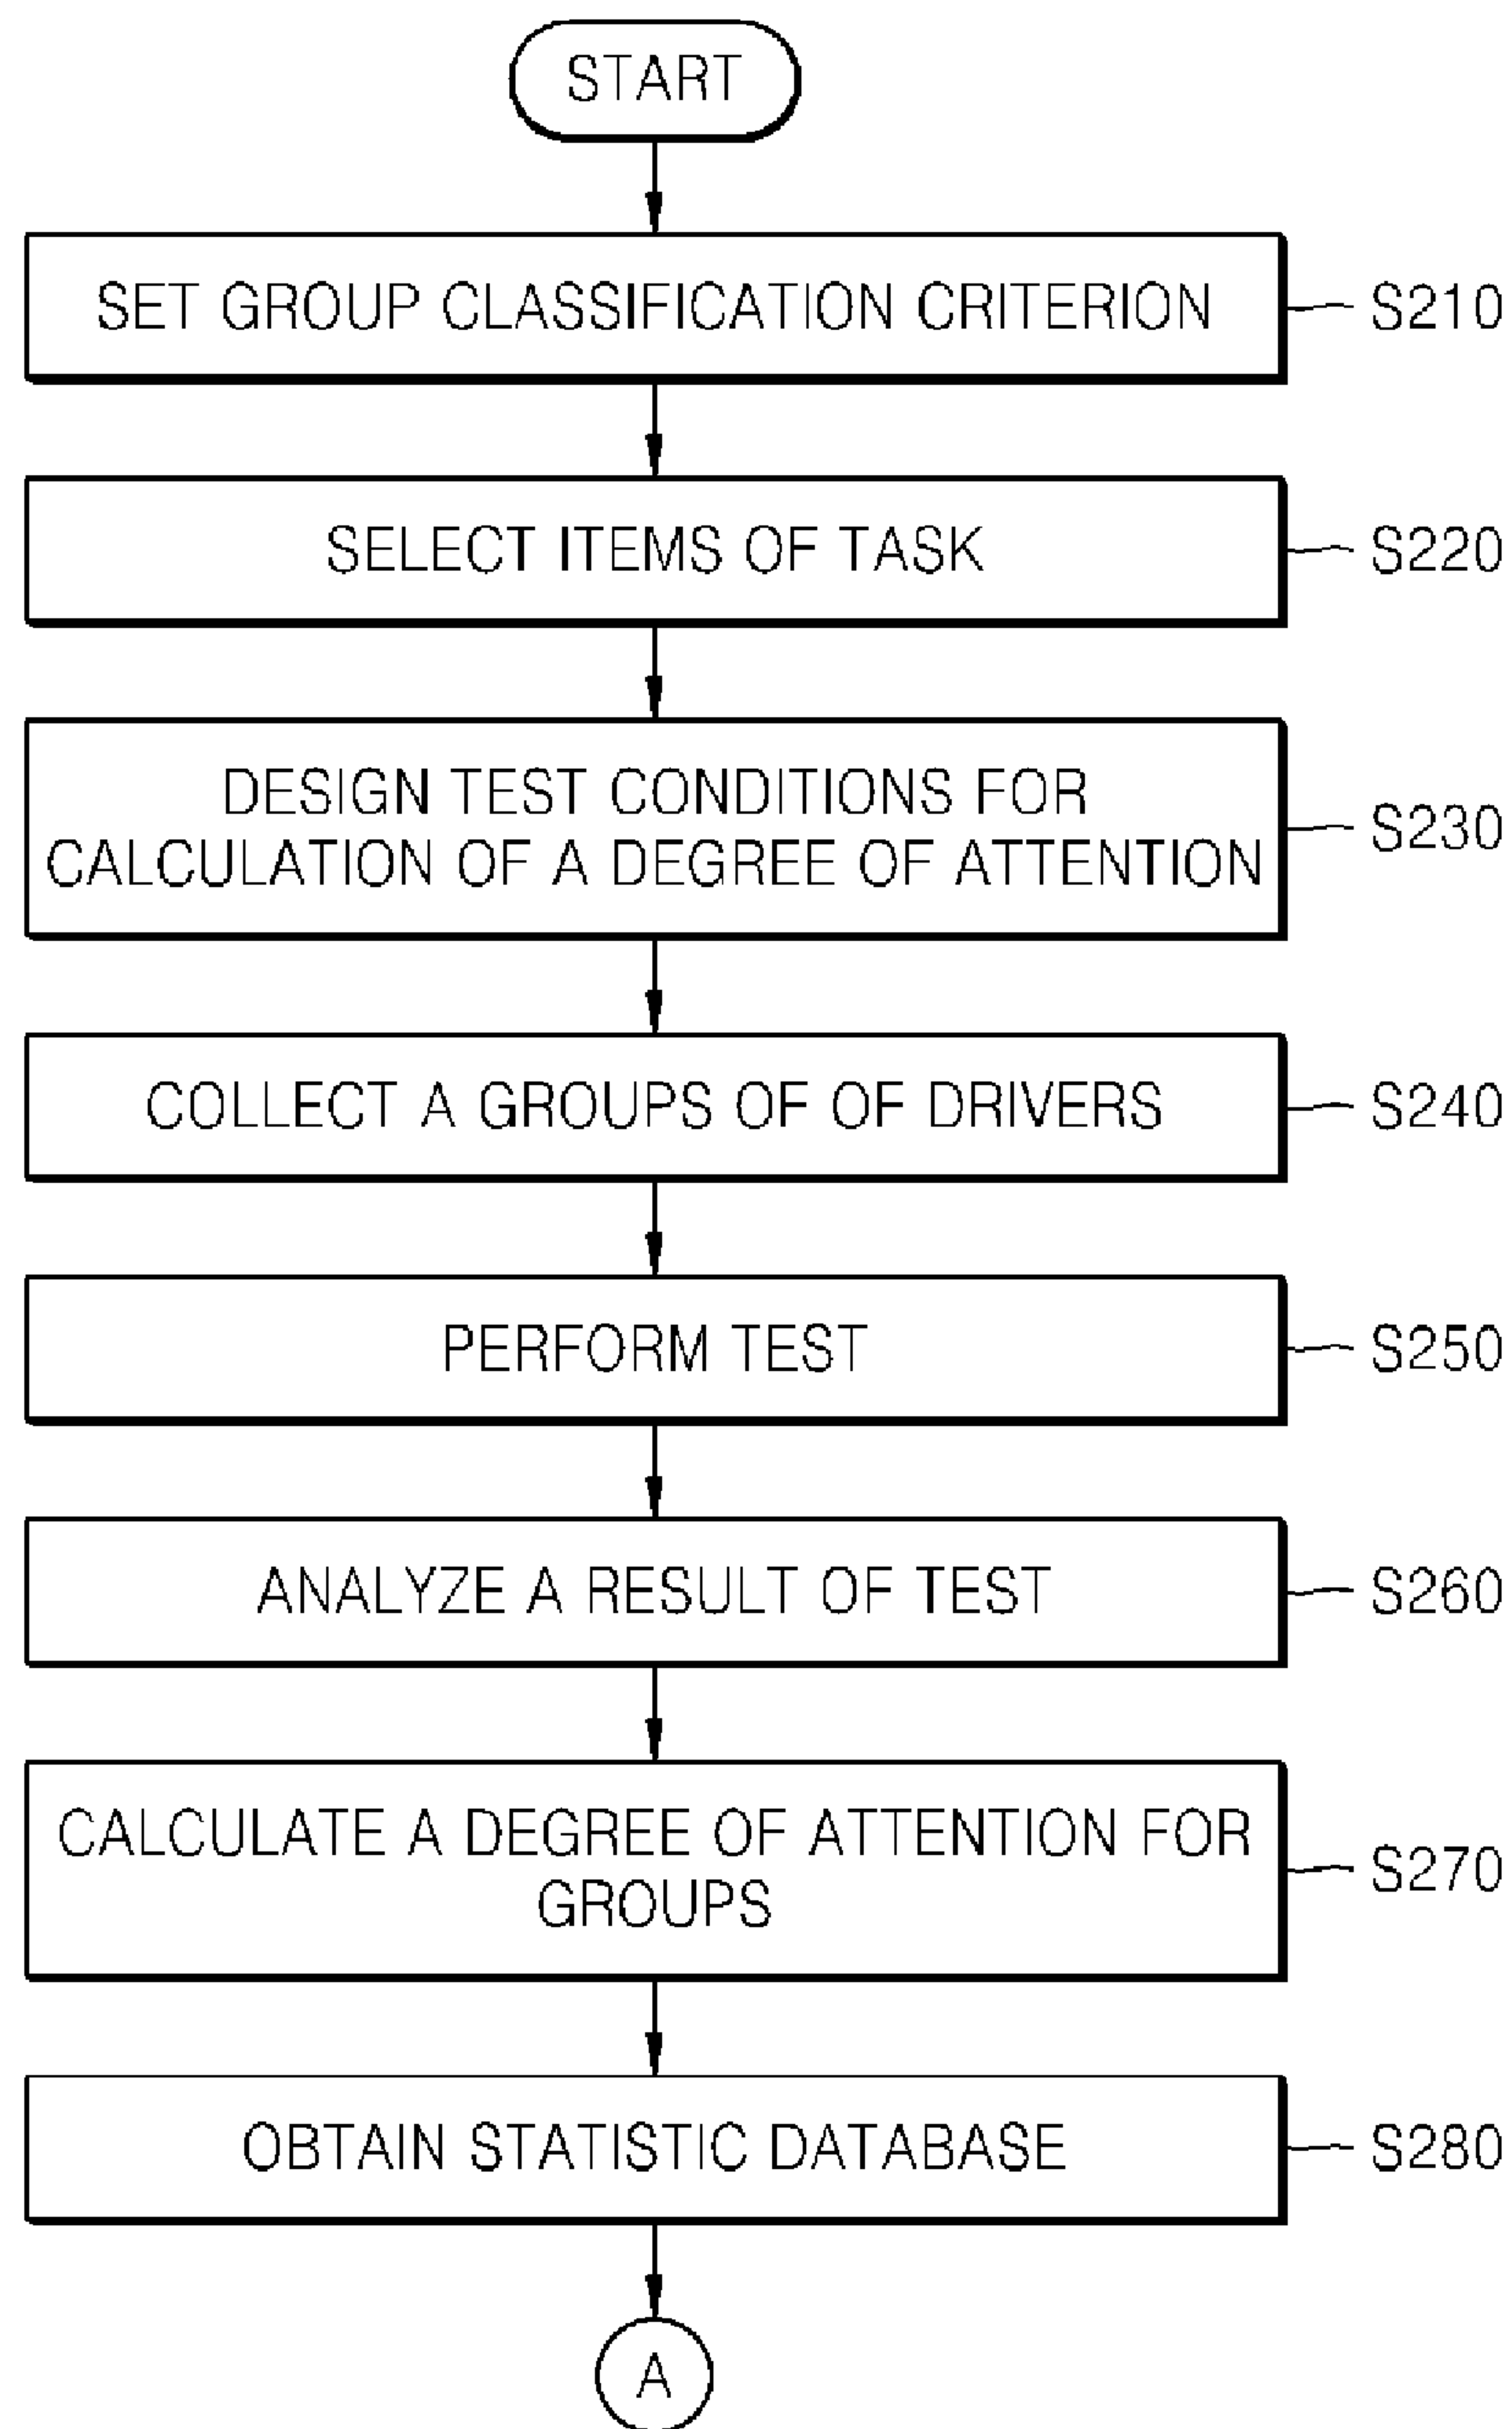 START
SET GROUP CLASSIFICATION CRITERION
S210
SELECT ITEMS OF TASK
S220
DESIGN TEST CONDITIONS FOR
CALCULATION OF A DEGREE OF ATTENTION
S230
COLLECT A GROUPS OF OF DRIVERS
S240
PERFORM TEST
S250
ANALYZE A RESULT OF TEST
S260
CALCULATE A DEGREE OF ATTENTION FOR
GROUPS
S270
OBTAIN STATISTIC DATABASE
S280
A